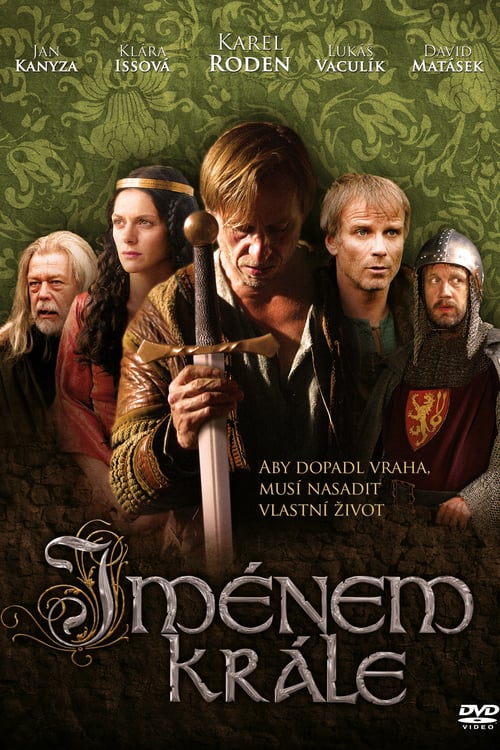 Jan Kanyza
Klára Issová
Karel Roden
Lukáš Vaculík
David Matásek
Aby dopadl vraha,
musí nasadit
vlastní život
Jménem
krále
DVD
VIDEO